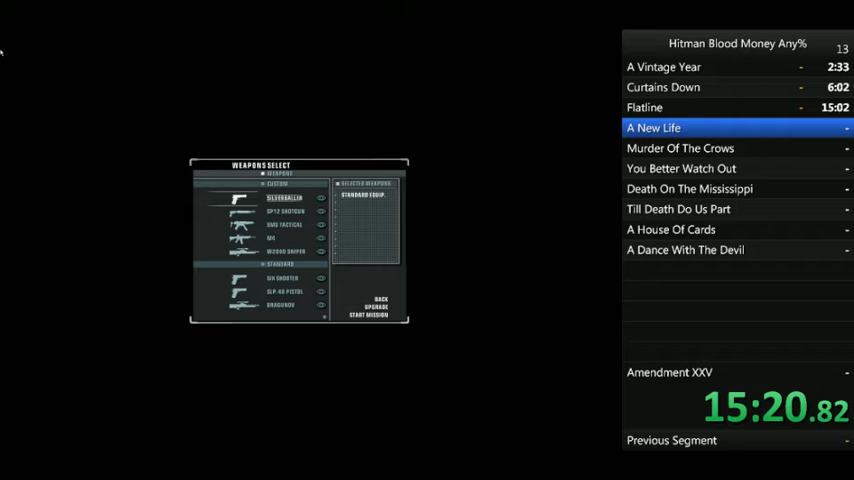 WEAPONS SELECT
WEAPONS
CUSTOM
SILVERBALLER
SP12 SHOTGUN
SMG TACTICAL
M4
W2000 SNIPER
STANDARD
SIX SHOOTER
SLP.40 PISTOL
DRAGUNOV
SELECTED WEAPONS
STANDARD EQUIP.
BACK
UPGRADE
START MISSION
Hitman Blood Money Any%
13
A Vintage Year - 2:33
Curtains Down - 6:02
Flatline - 15:02
A New Life -
Murder Of The Crows -
You Better Watch Out -
Death On The Mississippi -
Till Death Do Us Part -
A House Of Cards -
A Dance With The Devil -
Amendment XXV -
15:20.82
Previous Segment -